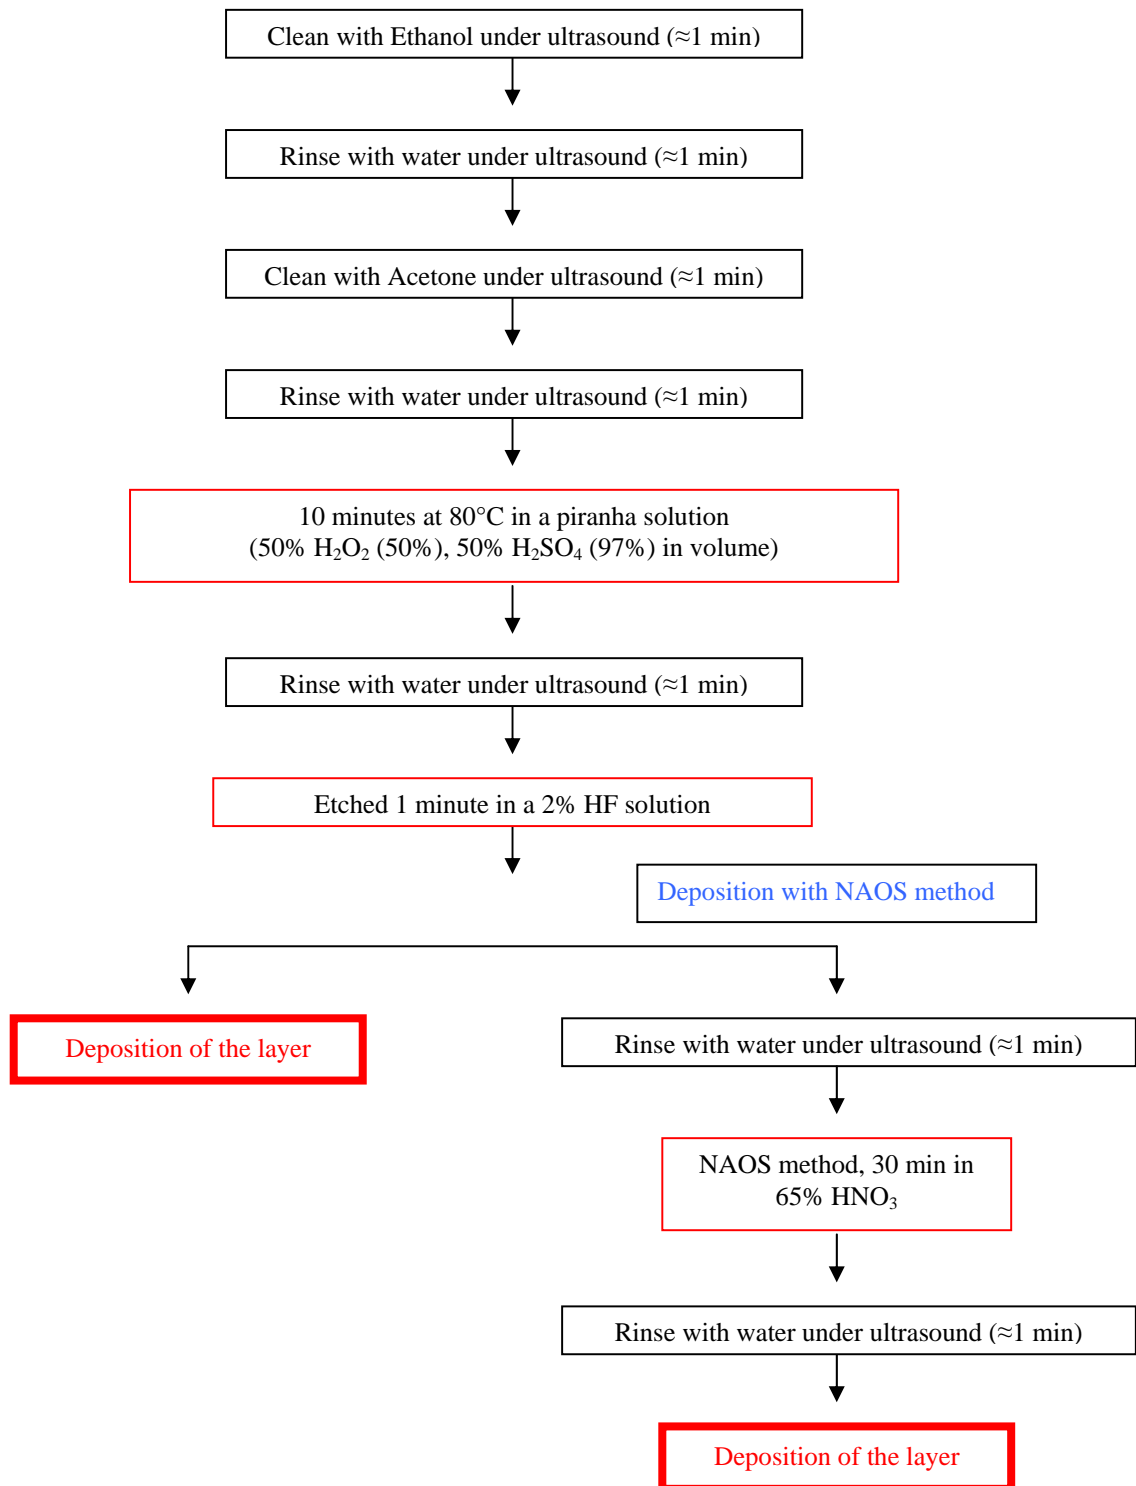 Clean with Ethanol under ultrasound (≈1 min)
Rinse with water under ultrasound (≈1 min)
Clean with Acetone under ultrasound (≈1 min)
Rinse with water under ultrasound (≈1 min)
10 minutes at 80°C in a piranha solution
(50% H₂O₂ (50%), 50% H₂SO₄ (97%) in volume)
Rinse with water under ultrasound (≈1 min)
Etched 1 minute in a 2% HF solution
Deposition with NAOS method
Deposition of the layer
Rinse with water under ultrasound (≈1 min)
NAOS method, 30 min in
65% HNO₃
Rinse with water under ultrasound (≈1 min)
Deposition of the layer